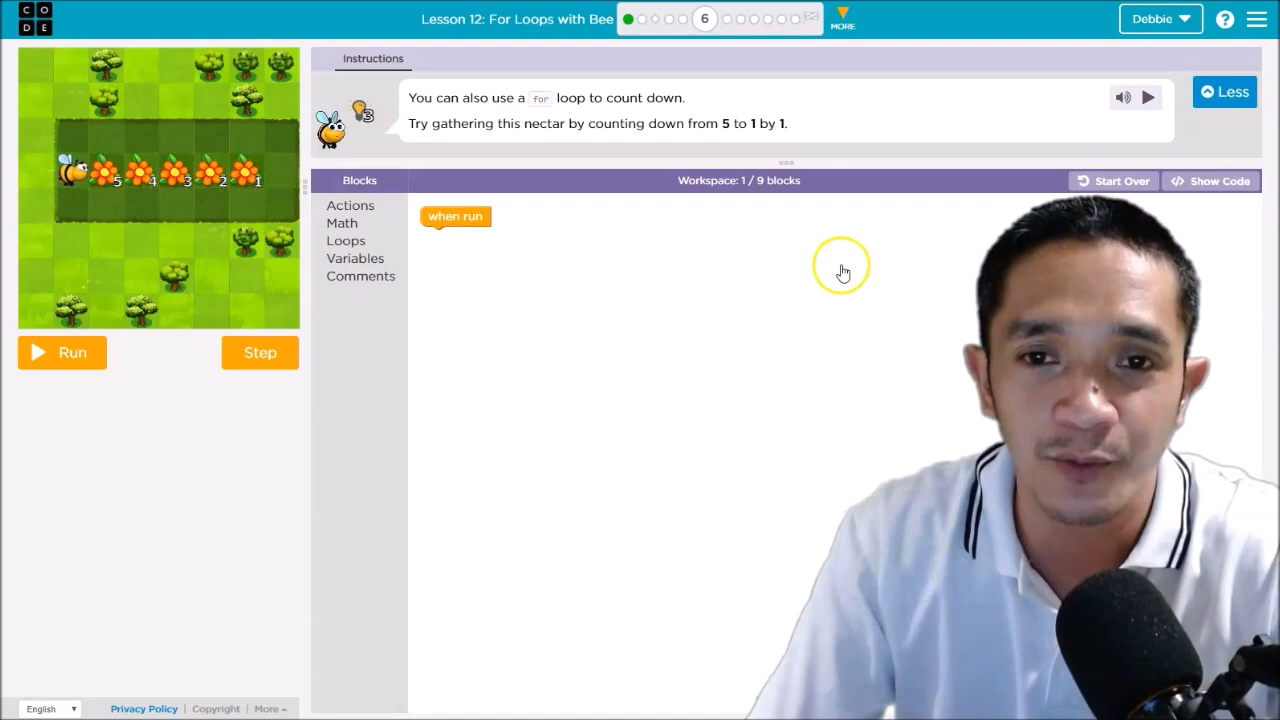 CODE
Lesson 12: For Loops with Bee
6
MORE
Debbie
?
Instructions
3
You can also use a for loop to count down.
Try gathering this nectar by counting down from 5 to 1 by 1.
Less
5 4 3 2 1
Blocks
Workspace: 1 / 9 blocks
Start Over
Show Code
Actions
Math
Loops
Variables
Comments
when run
Run
Step
English
Privacy Policy | Copyright | More